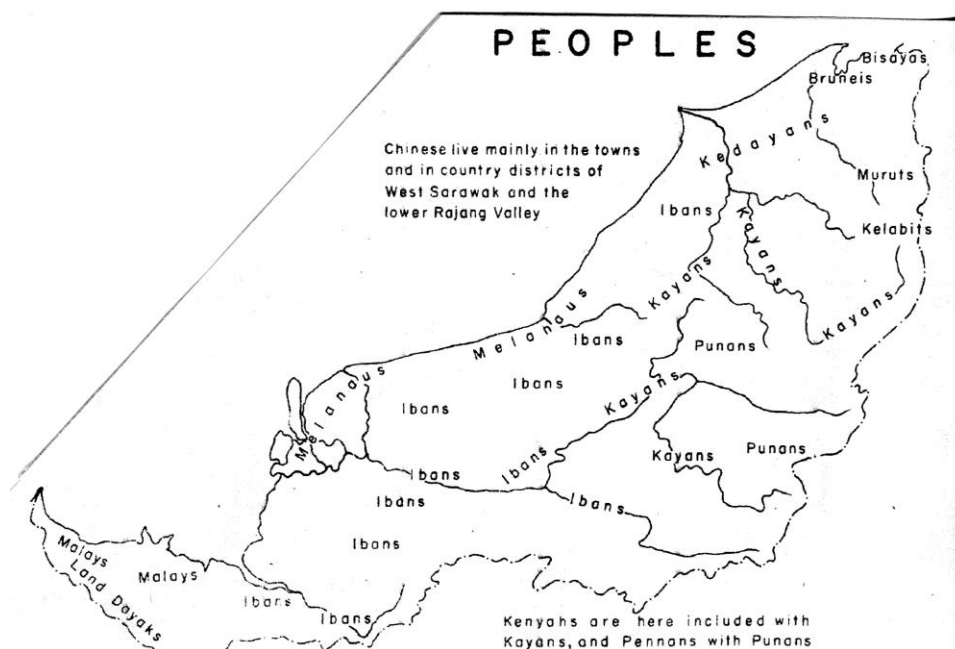 PEOPLES
Bisayas
Bruneis
Kedayans
Chinese live mainly in the towns
and in country districts of
West Sarawak and the
lower Rajang Valley
Muruts
Ibans
Kayans
Kelabits
Kayans
Kayans
Melanaus
Ibans
Punans
Ibans
Melanaus
Ibans
Kayans
Kayans
Punans
Ibans
Ibans
Ibans
Ibans
Ibans
Malays
Malays
Land Dayaks
Ibans
Ibans
Kenyahs are here included with
Kayans, and Pennans with Punans